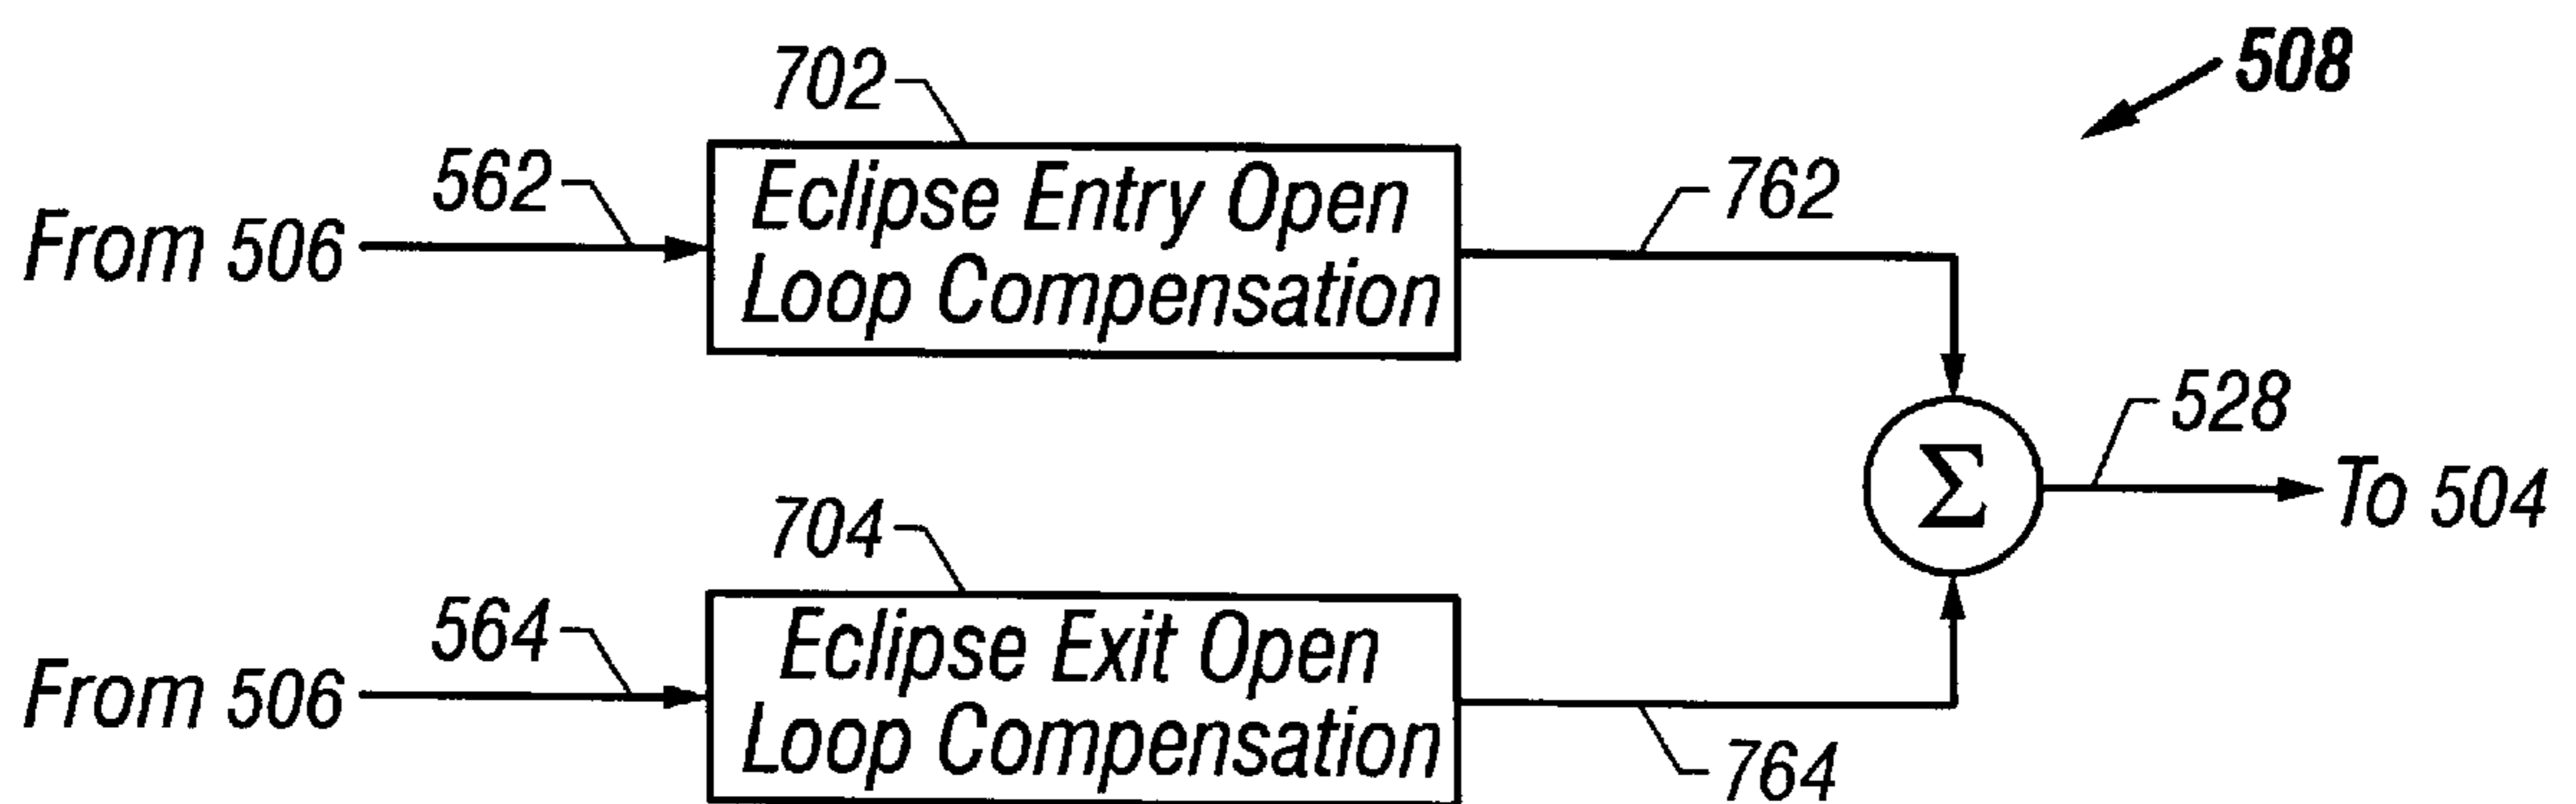 508
702
562
From 506
Eclipse Entry Open
Loop Compensation
762
Σ
528
To 504
704
564
From 506
Eclipse Exit Open
Loop Compensation
764